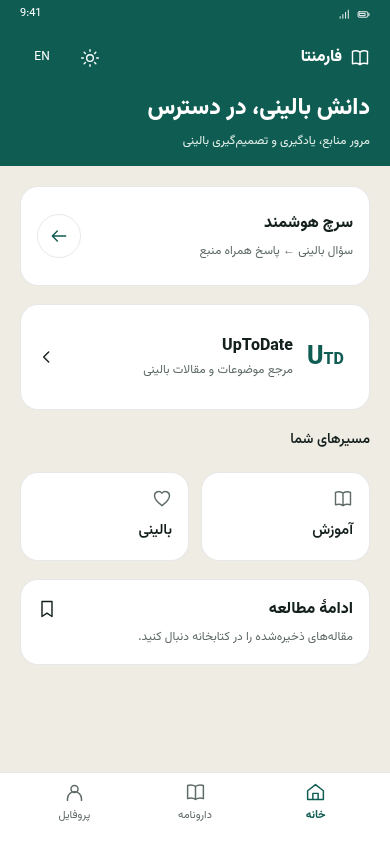 9:41
فارمنتا
EN
دانش بالینی، در دسترس
مرور منابع، یادگیری و تصمیم‌گیری بالینی
سرچ هوشمند
سؤال بالینی ← پاسخ همراه منبع
UTD
UpToDate
مرجع موضوعات و مقالات بالینی
مسیرهای شما
آموزش
بالینی
ادامهٔ مطالعه
مقاله‌های ذخیره‌شده را در کتابخانه دنبال کنید.
خانه
دارونامه
پروفایل